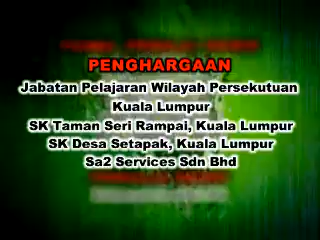 PENGHARGAAN
Jabatan Pelajaran Wilayah Persekutuan
Kuala Lumpur
SK Taman Seri Rampai, Kuala Lumpur
SK Desa Setapak, Kuala Lumpur
Sa2 Services Sdn Bhd